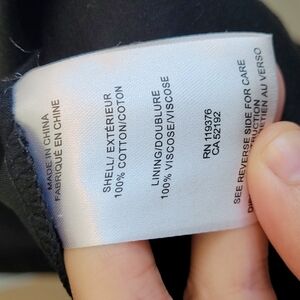 MADE IN CHINA
FABRIQUÉ EN CHINE
SHELL/ EXTÉRIEUR
100% COTTON/COTON
LINING/DOUBLURE
100% VISCOSE/VISCOSE
RN 119376
CA 52192
SEE REVERSE SIDE FOR CARE
AU VERSO